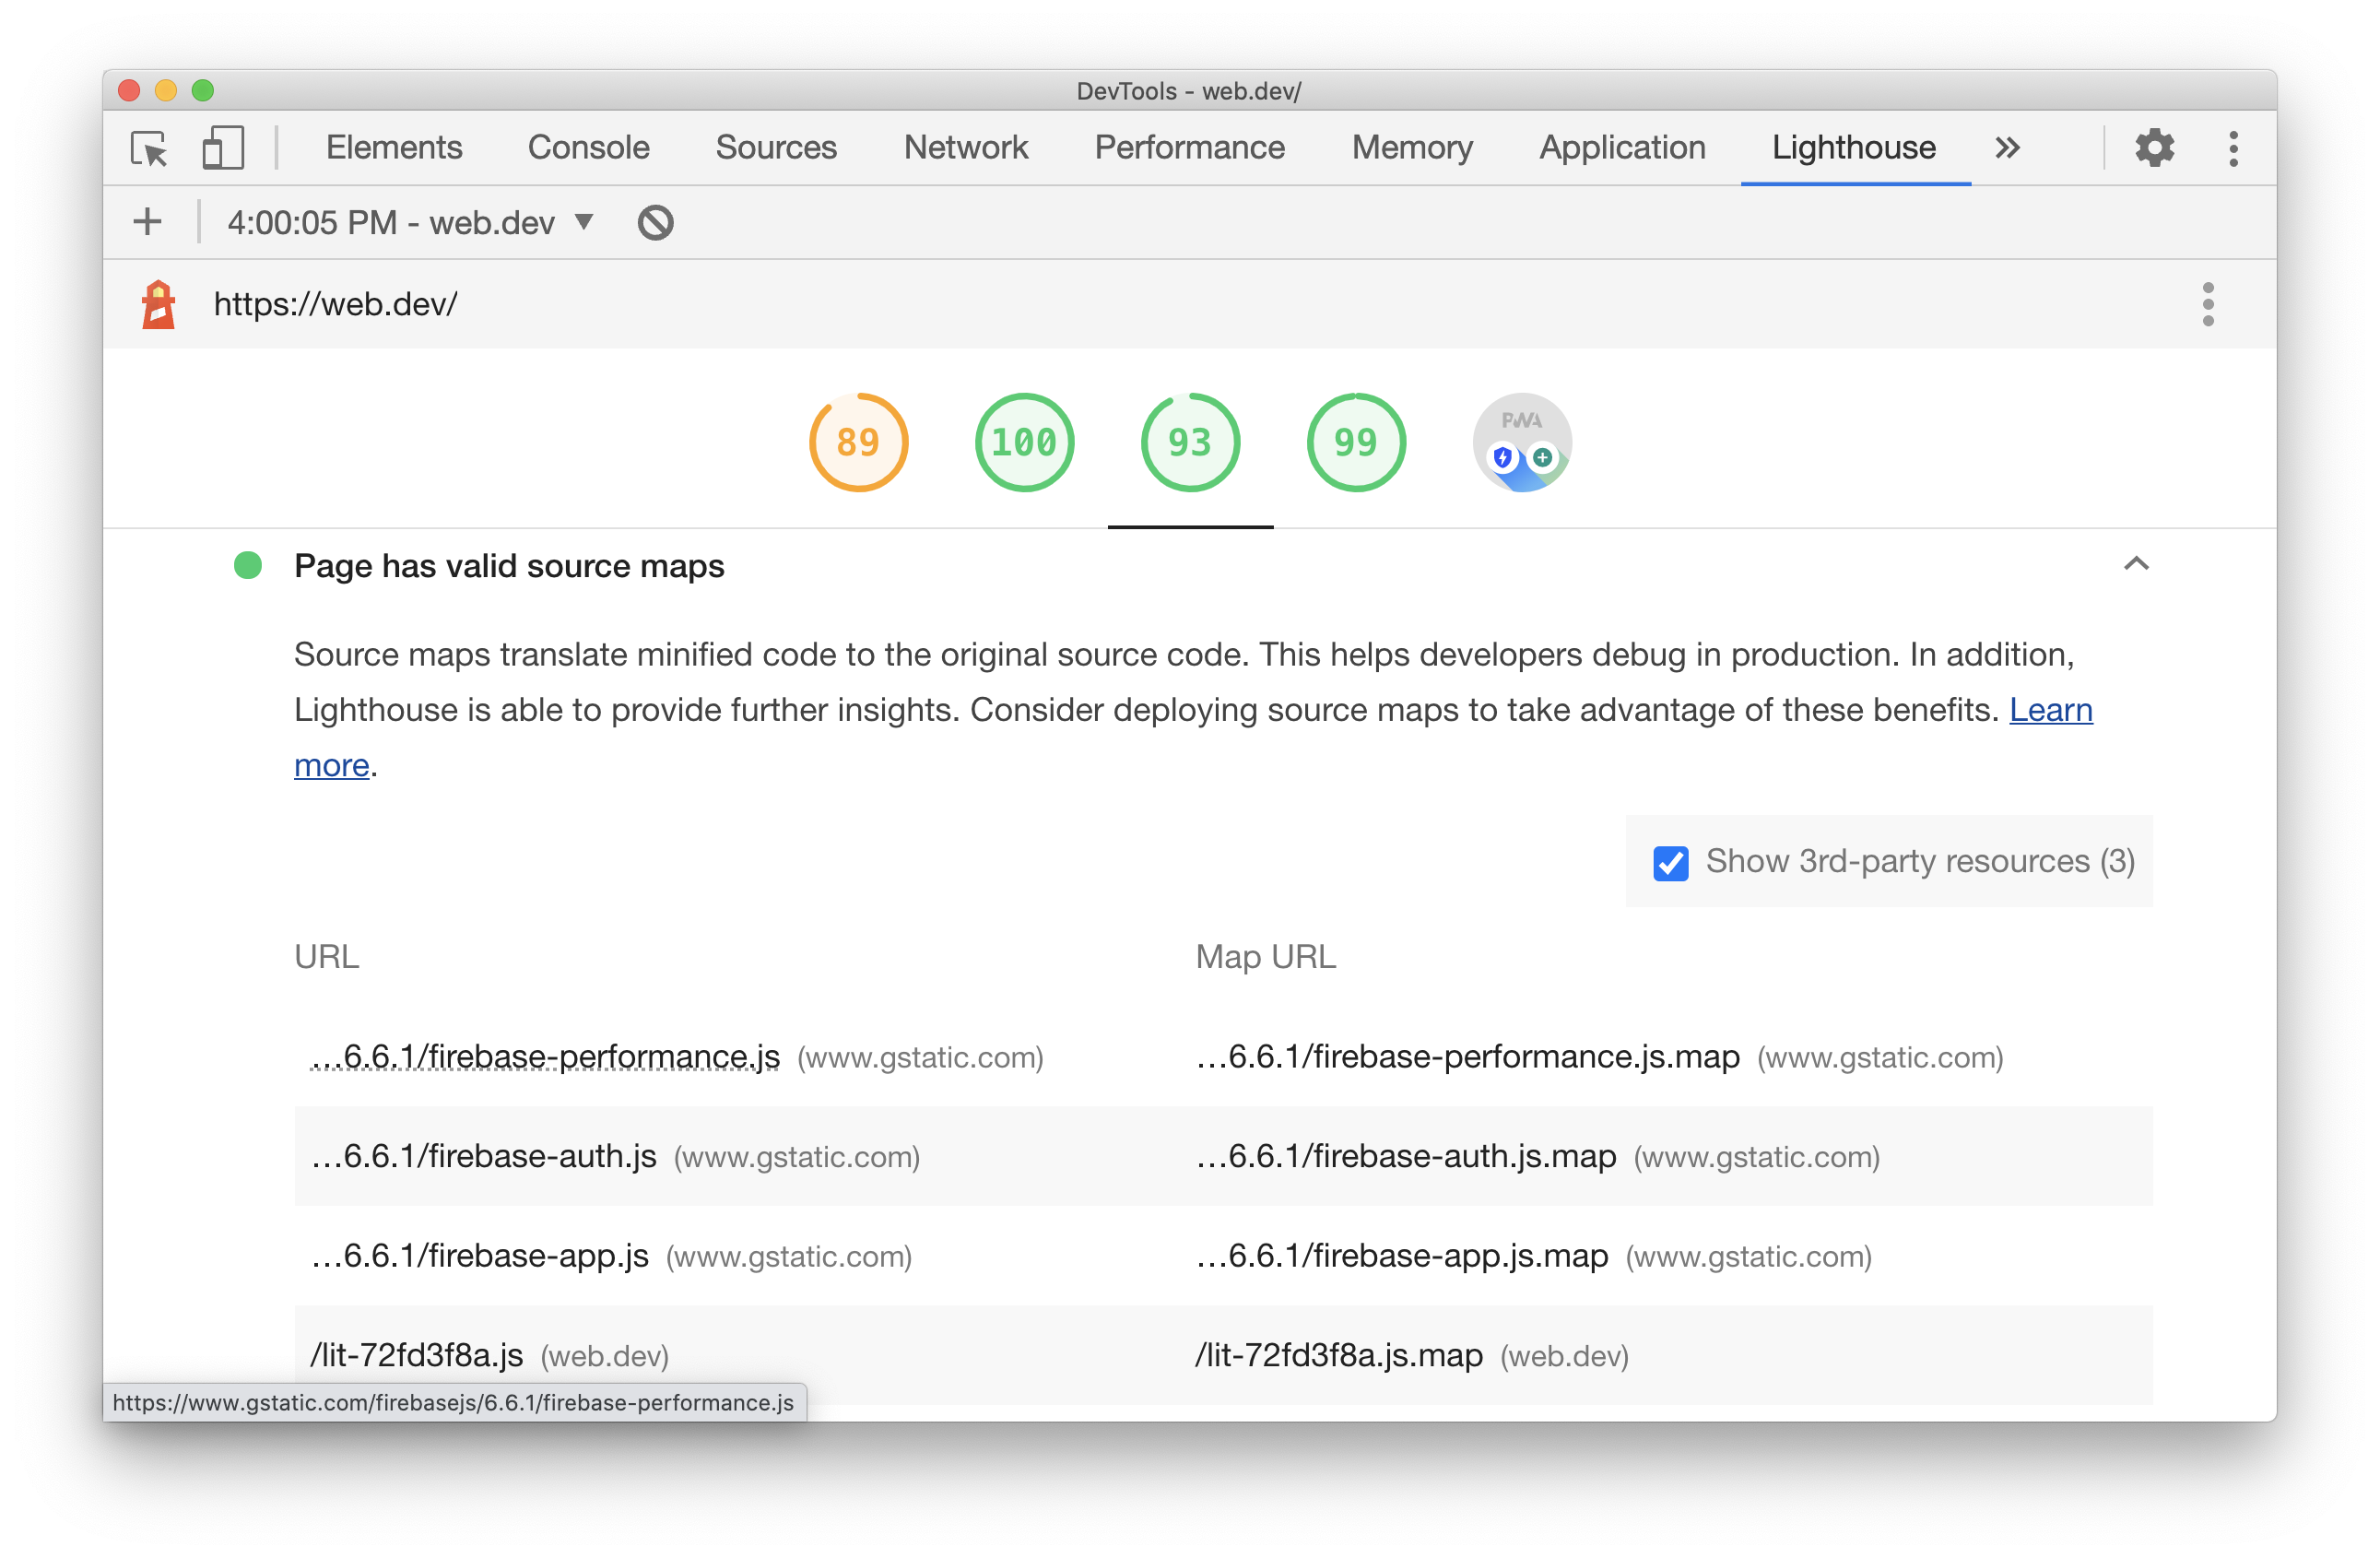 DevTools - web.dev/
Elements Console Sources Network Performance Memory Application Lighthouse »
4:00:05 PM - web.dev ▼
https://web.dev/
89 100 93 99 PWA
Page has valid source maps
Source maps translate minified code to the original source code. This helps developers debug in production. In addition,
Lighthouse is able to provide further insights. Consider deploying source maps to take advantage of these benefits. Learn
more.
Show 3rd-party resources (3)
URL Map URL
…6.6.1/firebase-performance.js (www.gstatic.com) …6.6.1/firebase-performance.js.map (www.gstatic.com)
…6.6.1/firebase-auth.js (www.gstatic.com) …6.6.1/firebase-auth.js.map (www.gstatic.com)
…6.6.1/firebase-app.js (www.gstatic.com) …6.6.1/firebase-app.js.map (www.gstatic.com)
/lit-72fd3f8a.js (web.dev) /lit-72fd3f8a.js.map (web.dev)
https://www.gstatic.com/firebasejs/6.6.1/firebase-performance.js